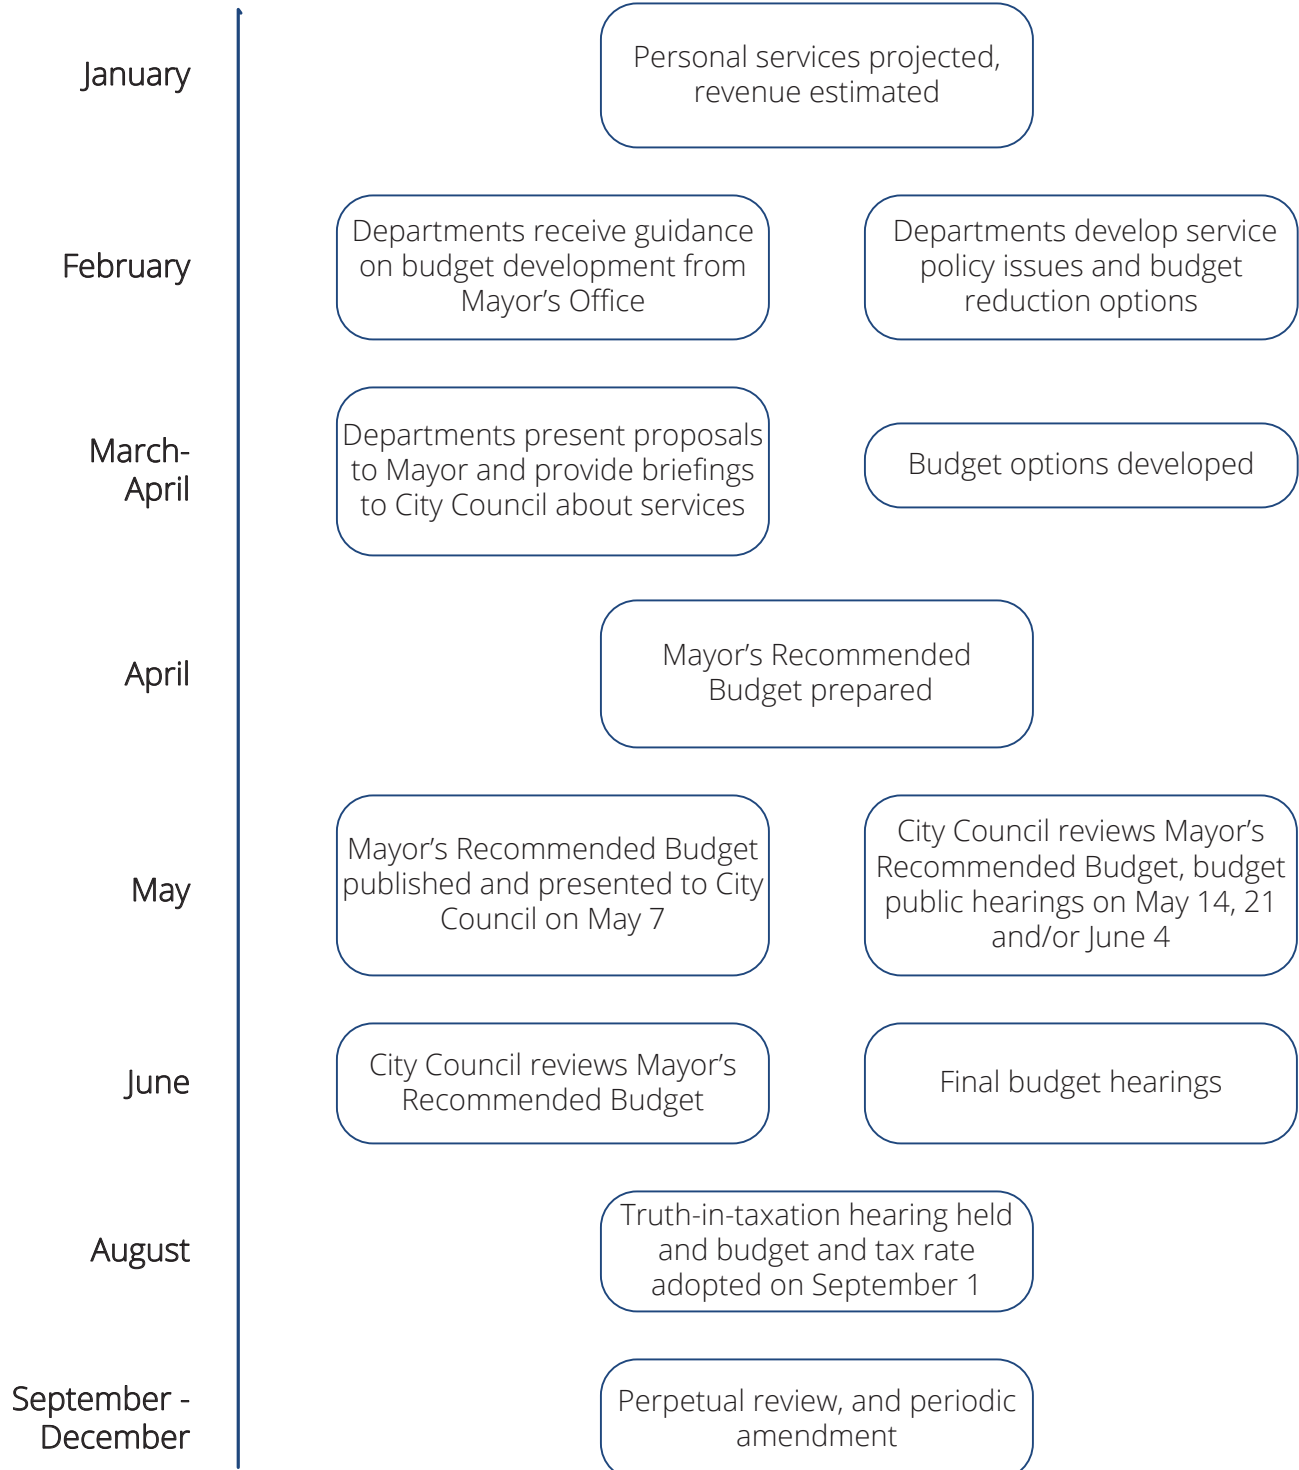 January
Personal services projected,
revenue estimated
February
Departments receive guidance
on budget development from
Mayor’s Office
Departments develop service
policy issues and budget
reduction options
March-
April
Departments present proposals
to Mayor and provide briefings
to City Council about services
Budget options developed
April
Mayor’s Recommended
Budget prepared
May
Mayor’s Recommended Budget
published and presented to City
Council on May 7
City Council reviews Mayor’s
Recommended Budget, budget
public hearings on May 14, 21
and/or June 4
June
City Council reviews Mayor’s
Recommended Budget
Final budget hearings
August
Truth-in-taxation hearing held
and budget and tax rate
adopted on September 1
September -
December
Perpetual review, and periodic
amendment